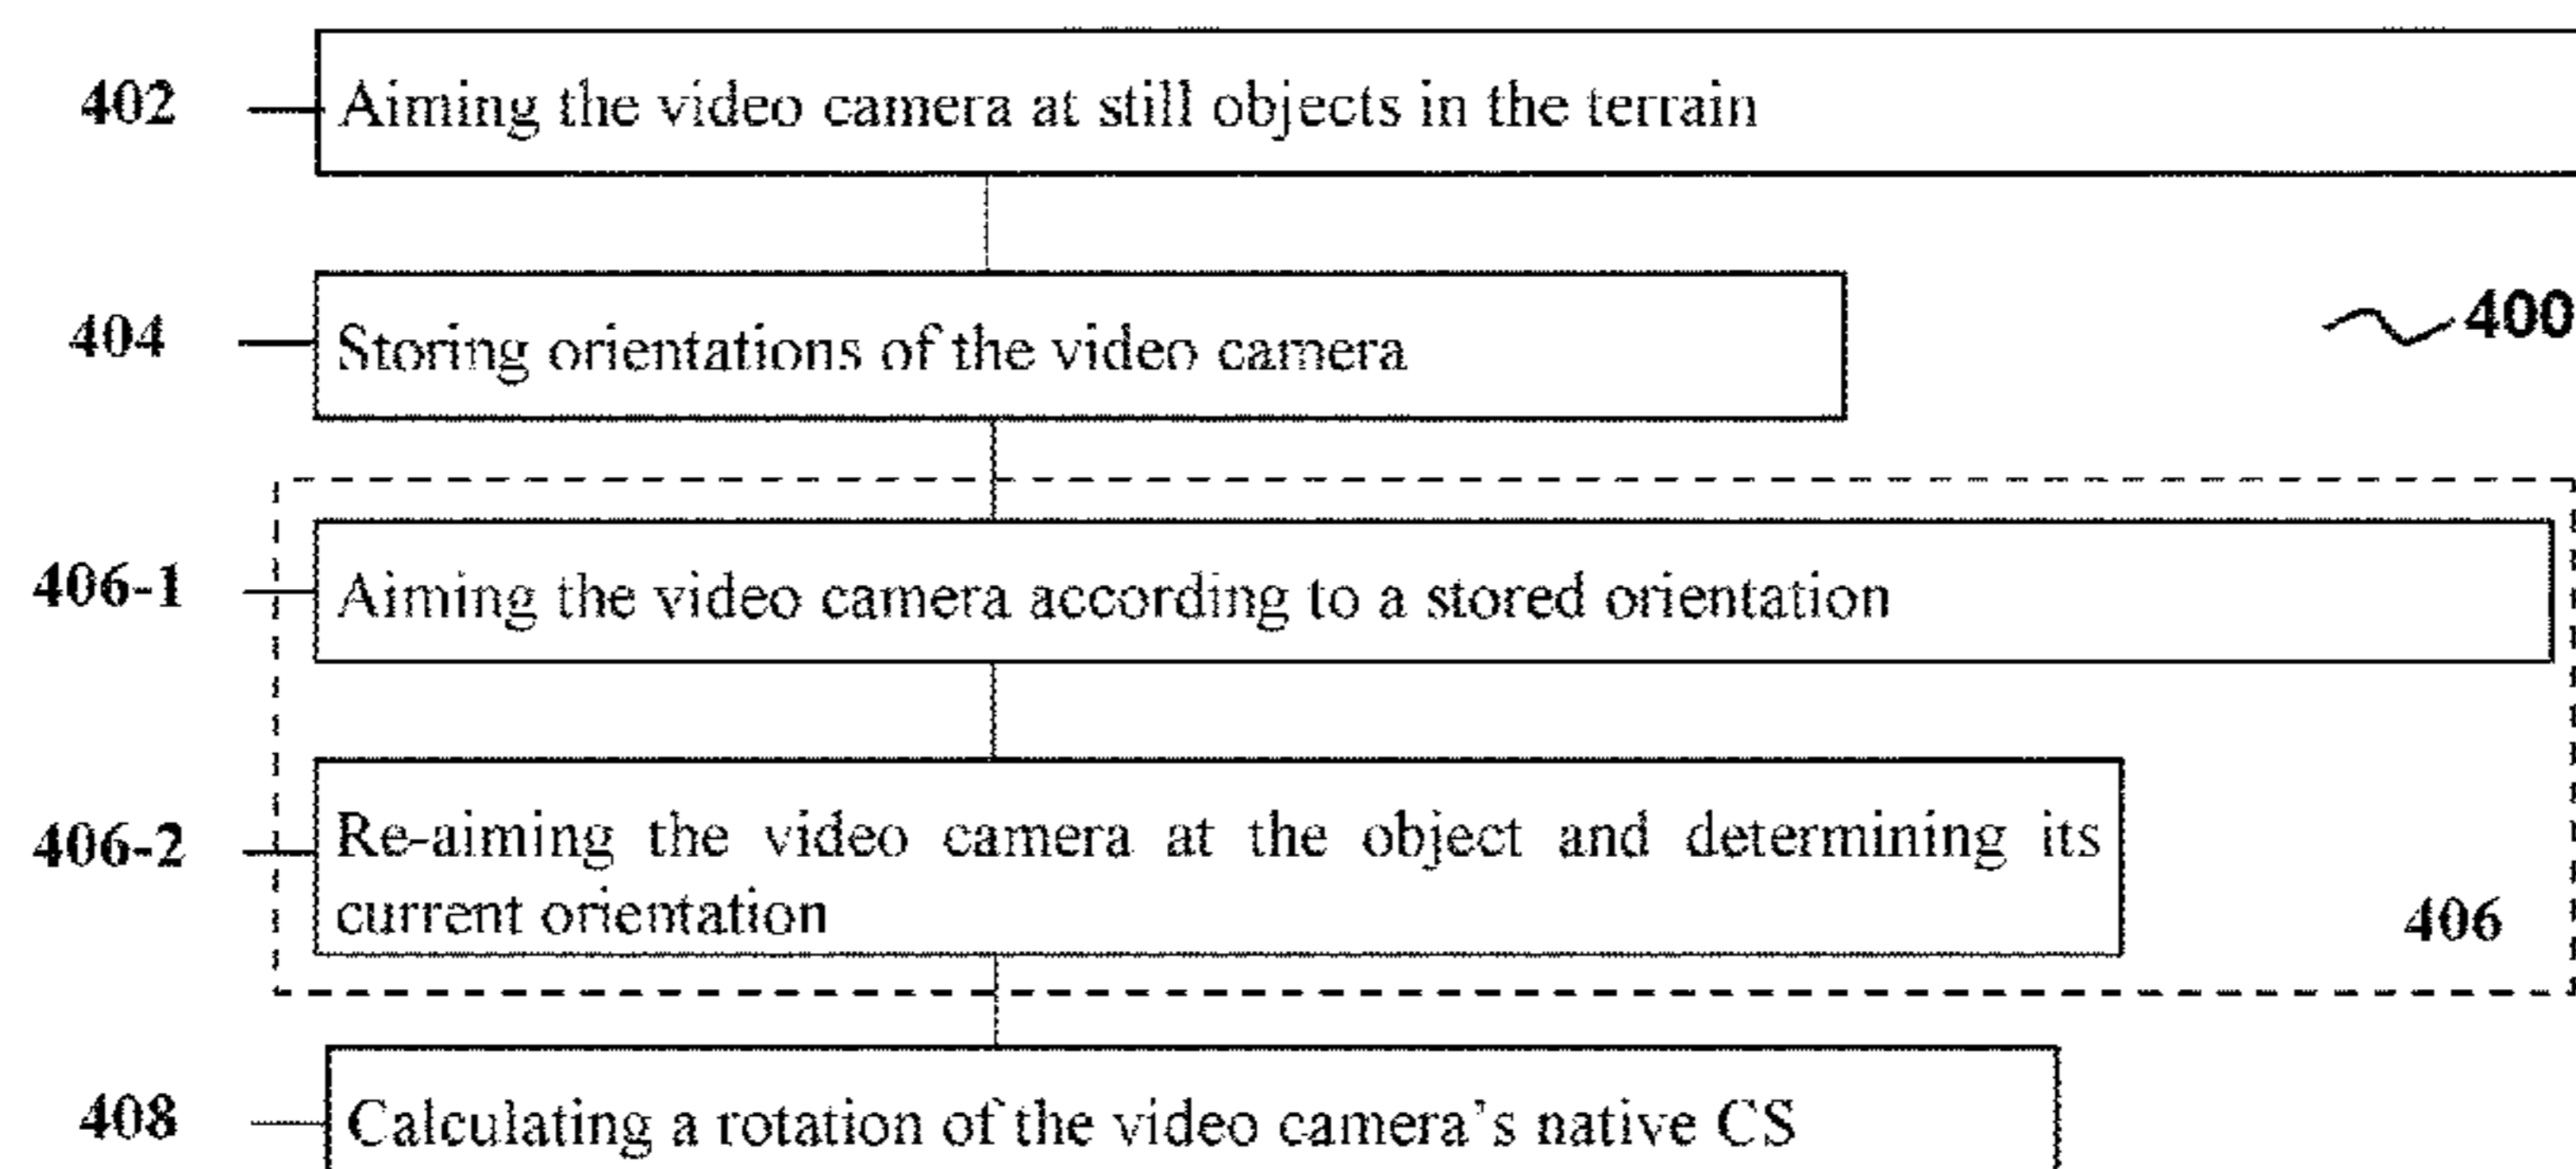 402 Aiming the video camera at still objects in the terrain
404 Storing orientations of the video camera
400
406-1 Aiming the video camera according to a stored orientation
406-2 Re-aiming the video camera at the object and determining its
current orientation
406
408 Calculating a rotation of the video camera's native CS